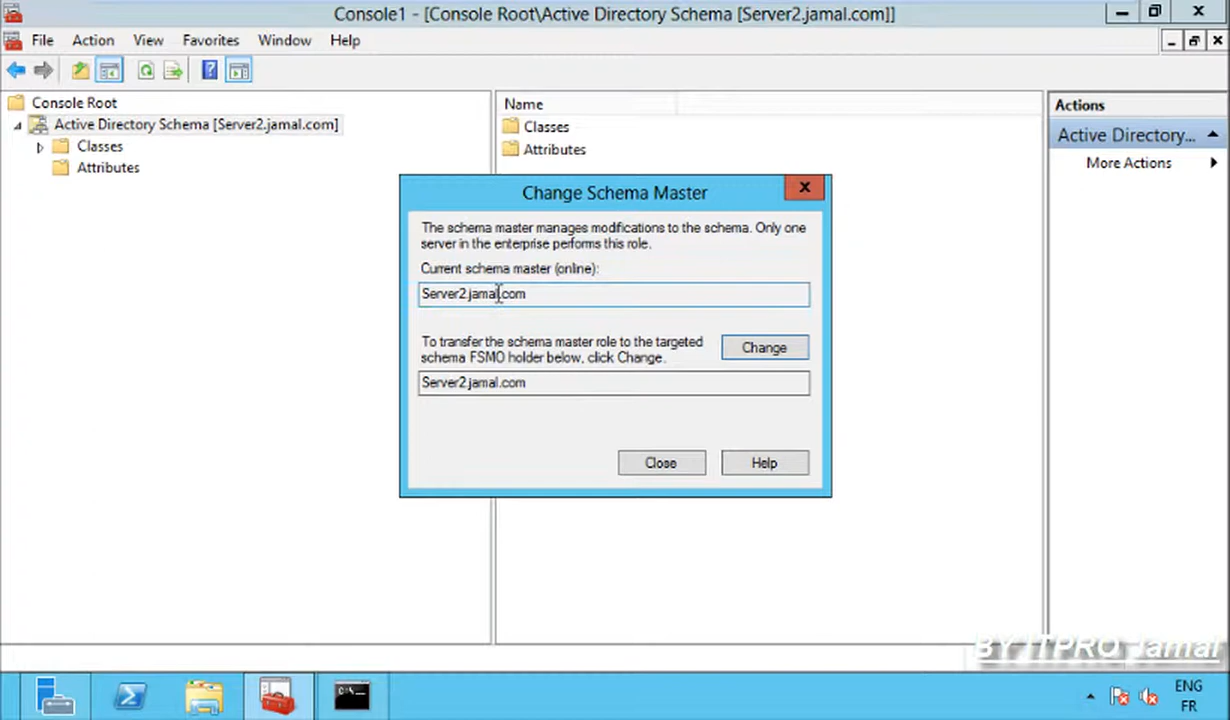 Console1 - [Console Root\Active Directory Schema [Server2.jamal.com]]
File Action View Favorites Window Help
Console Root
Active Directory Schema [Server2.jamal.com]
Classes
Attributes
Name
Classes
Attributes
Actions
Active Directory...
More Actions
Change Schema Master
The schema master manages modifications to the schema. Only one
server in the enterprise performs this role.
Current schema master (online):
Server2.jamal.com
To transfer the schema master role to the targeted
schema FSMO holder below, click Change.
Change
Server2.jamal.com
Close
Help
BY ITPRO Jamal
ENG
FR